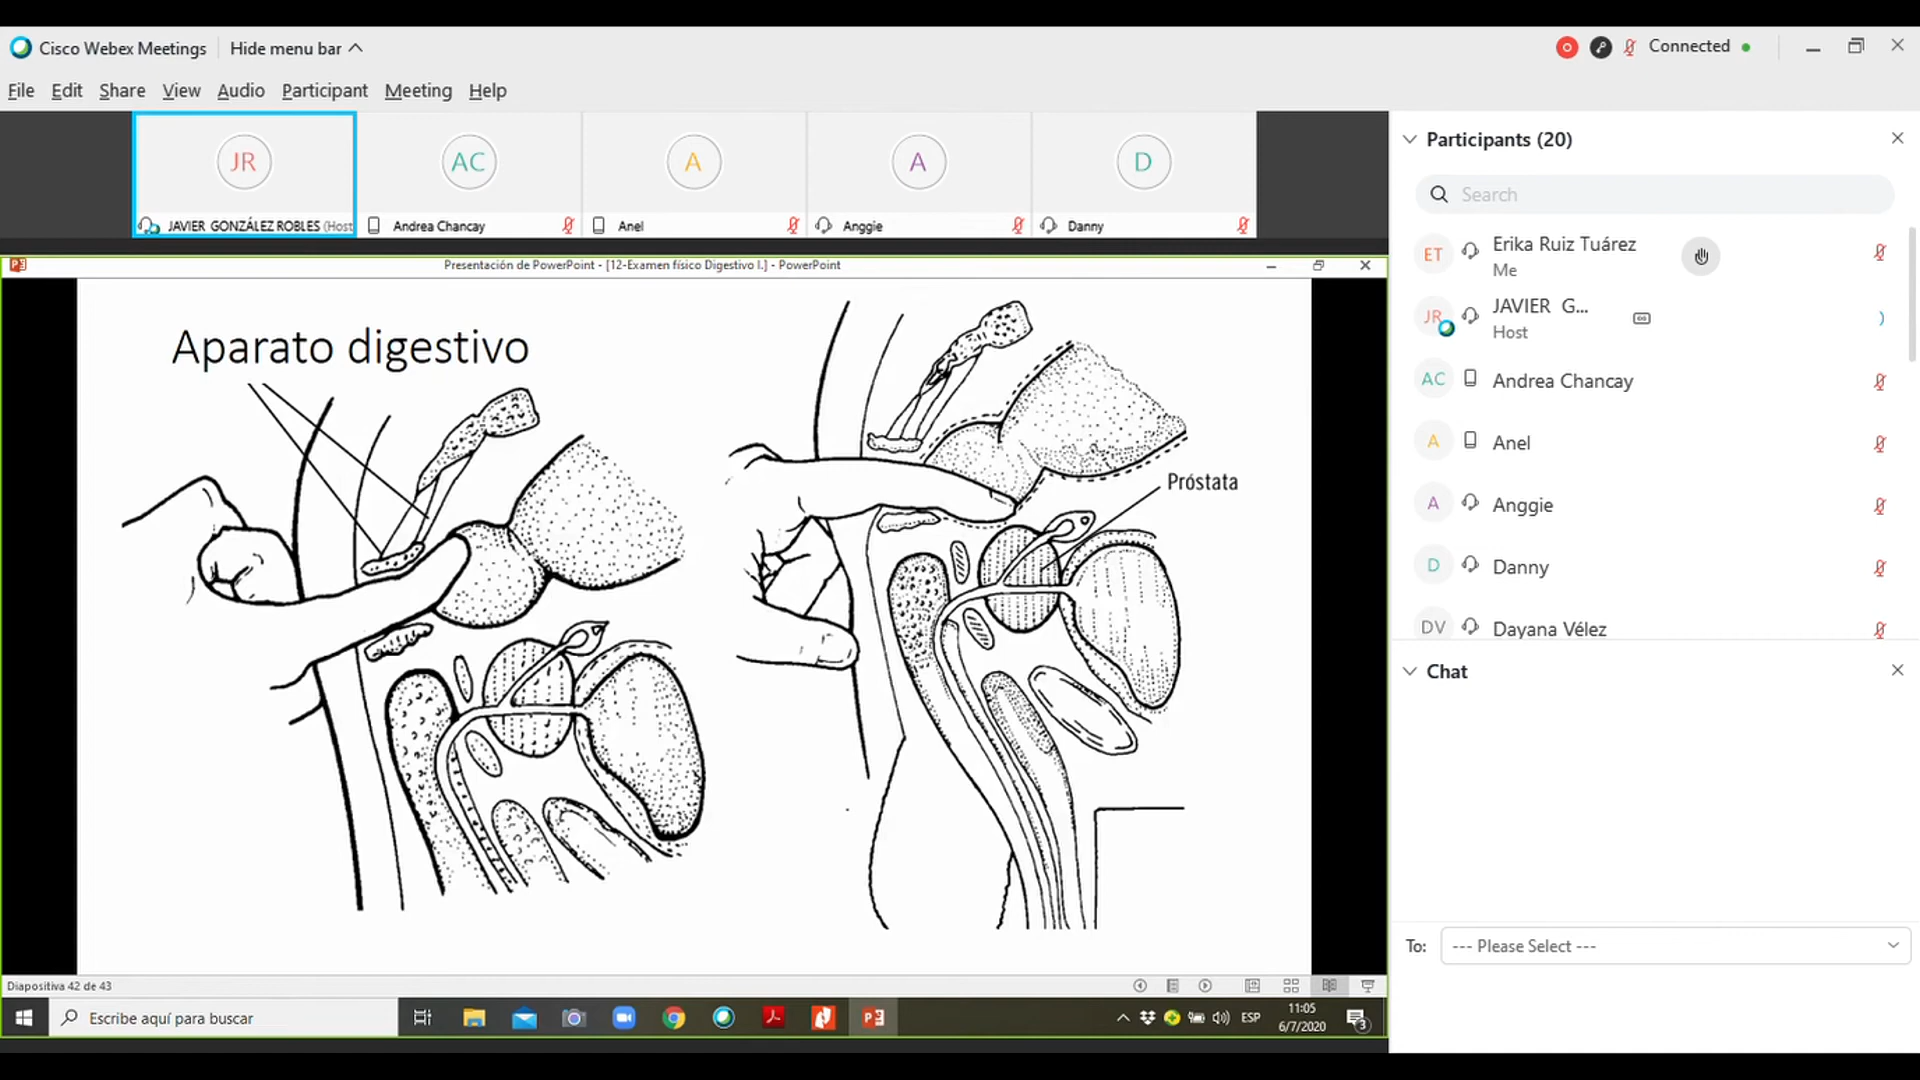 Cisco Webex Meetings
Hide menu bar
Connected
File Edit Share View Audio Participant Meeting Help
JR
AC
A
A
D
JAVIER GONZÁLEZ ROBLES (Host
Andrea Chancay
Anel
Anggie
Danny
Presentación de PowerPoint - [12-Examen físico Digestivo I.] - PowerPoint
Aparato digestivo
Próstata
Diapositiva 42 de 43
Escribe aquí para buscar
ESP
11:05
6/7/2020
3
Participants (20)
Search
ET
Erika Ruiz Tuárez
Me
JR
JAVIER G...
Host
AC
Andrea Chancay
A
Anel
A
Anggie
D
Danny
DV
Dayana Vélez
Chat
To:
--- Please Select ---